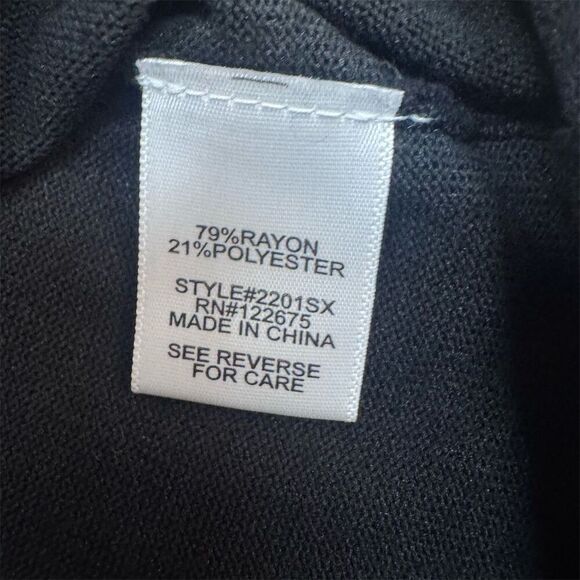 79%RAYON
21%POLYESTER
STYLE#2201SX
RN#122675
MADE IN CHINA
SEE REVERSE
FOR CARE